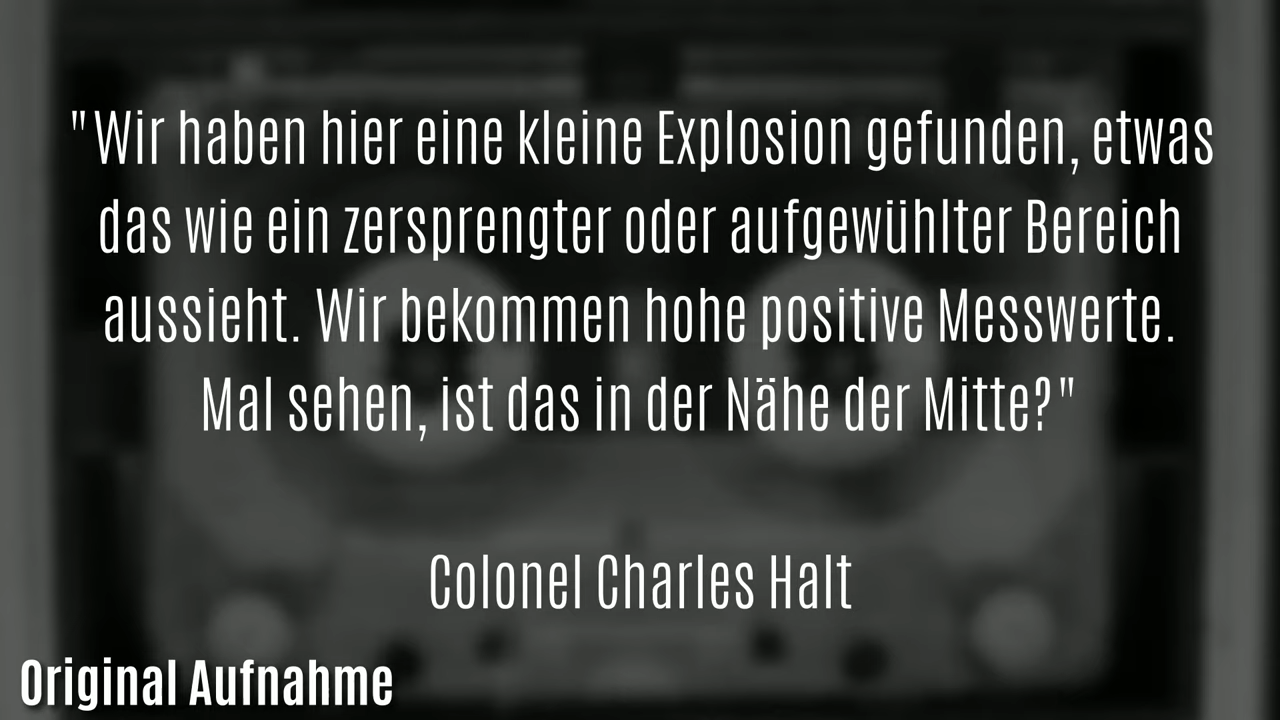 "Wir haben hier eine kleine Explosion gefunden, etwas
das wie ein zersprengter oder aufgewühlter Bereich
aussieht. Wir bekommen hohe positive Messwerte.
Mal sehen, ist das in der Nähe der Mitte?"
Colonel Charles Halt
Original Aufnahme